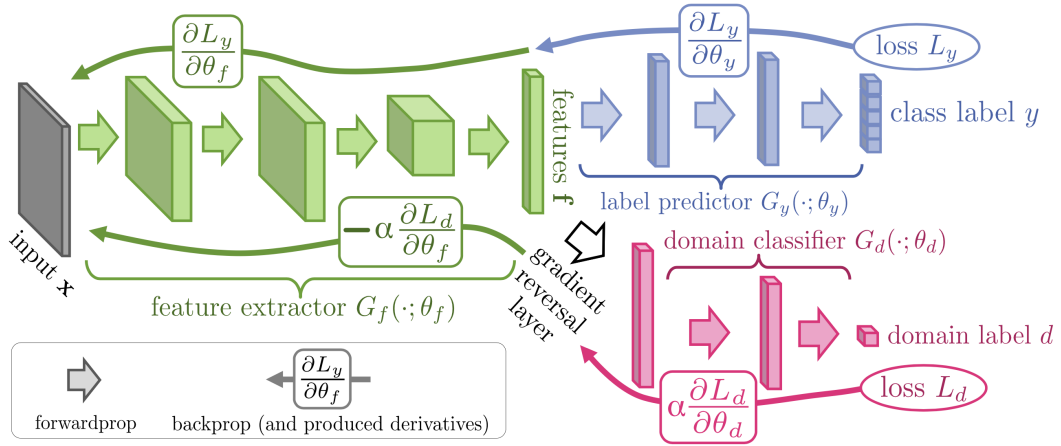 ∂L_y
∂θ_f
∂L_y
∂θ_y
loss L_y
features f
class label y
label predictor G_y(·; θ_y)
− α ∂L_d
∂θ_f
input x
gradient
reversal
layer
domain classifier G_d(·; θ_d)
feature extractor G_f(·; θ_f)
domain label d
loss L_d
α ∂L_d
∂θ_d
∂L_y
∂θ_f
forwardprop
backprop (and produced derivatives)